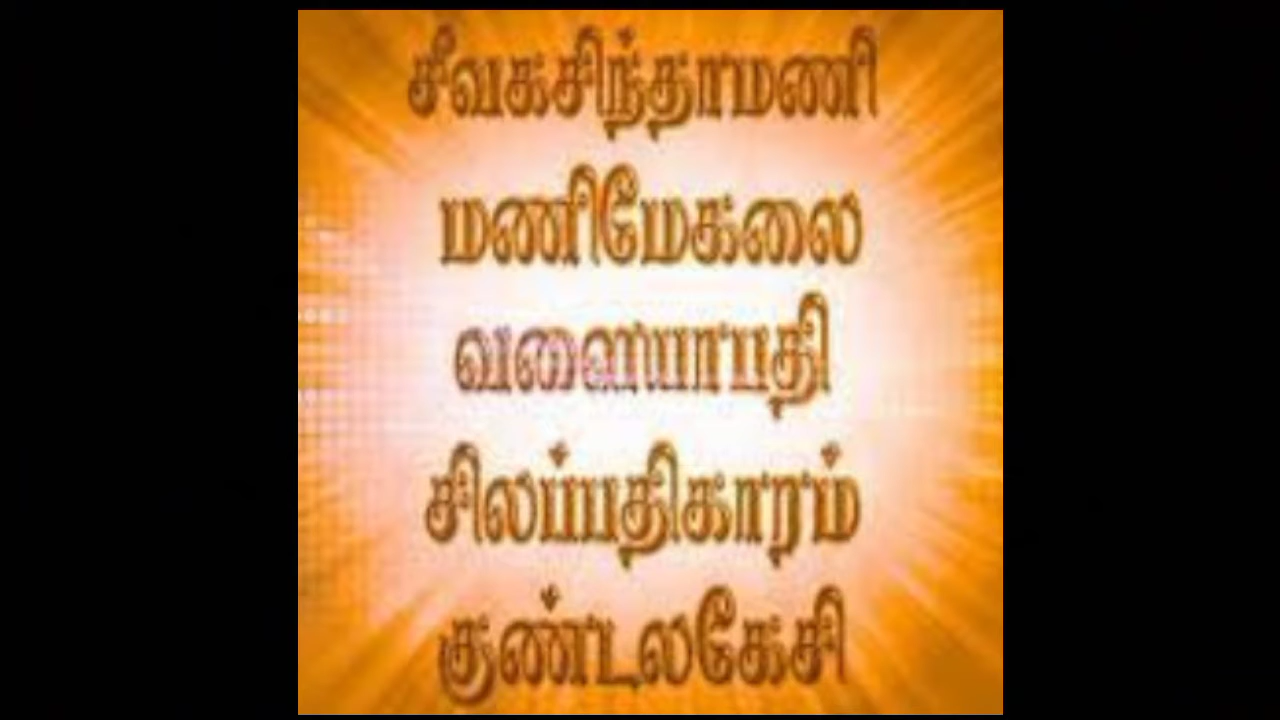 சீவகசிந்தாமணி
மணிமேகலை
வளையாபதி
சிலப்பதிகாரம்
குண்டலகேசி